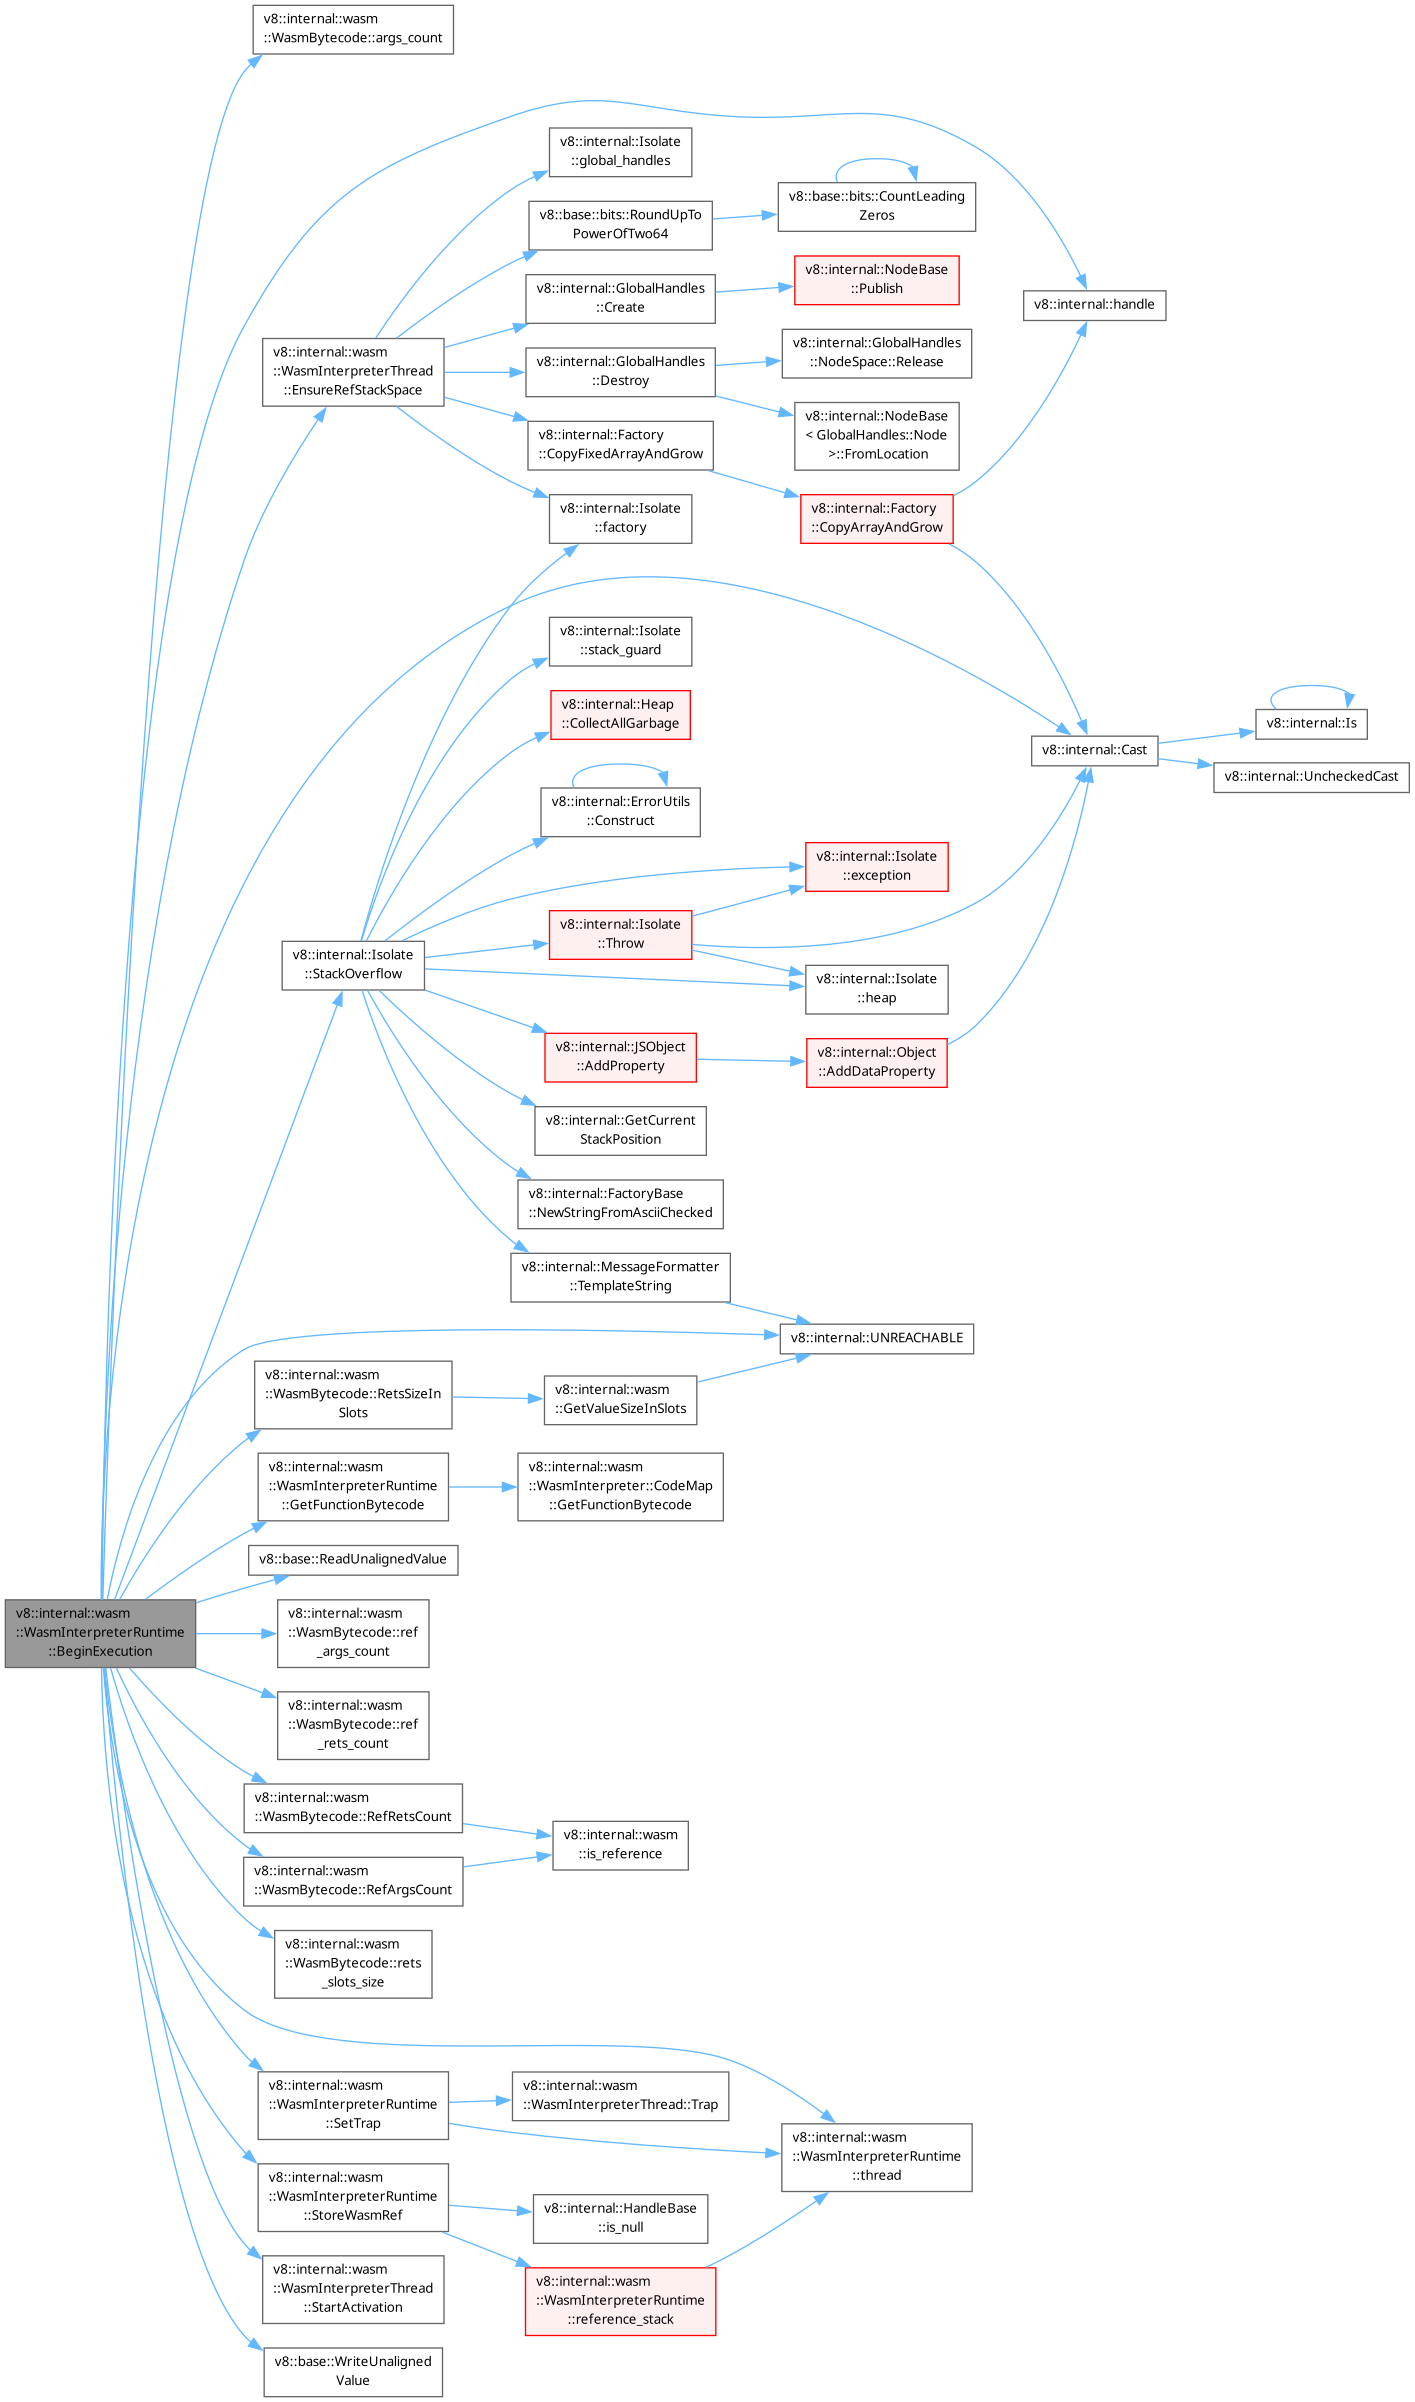 v8::internal::wasm
::WasmBytecode::args_count
v8::internal::Isolate
::global_handles
v8::base::bits::CountLeading
Zeros
v8::base::bits::RoundUpTo
PowerOfTwo64
v8::internal::NodeBase
::Publish
v8::internal::GlobalHandles
::Create
v8::internal::handle
v8::internal::GlobalHandles
::NodeSpace::Release
v8::internal::wasm
::WasmInterpreterThread
::EnsureRefStackSpace
v8::internal::GlobalHandles
::Destroy
v8::internal::NodeBase
< GlobalHandles::Node
>::FromLocation
v8::internal::Factory
::CopyFixedArrayAndGrow
v8::internal::Isolate
::factory
v8::internal::Factory
::CopyArrayAndGrow
v8::internal::Isolate
::stack_guard
v8::internal::Heap
::CollectAllGarbage
v8::internal::Is
v8::internal::Cast
v8::internal::UncheckedCast
v8::internal::ErrorUtils
::Construct
v8::internal::Isolate
::exception
v8::internal::Isolate
::Throw
v8::internal::Isolate
::StackOverflow
v8::internal::Isolate
::heap
v8::internal::JSObject
::AddProperty
v8::internal::Object
::AddDataProperty
v8::internal::GetCurrent
StackPosition
v8::internal::FactoryBase
::NewStringFromAsciiChecked
v8::internal::MessageFormatter
::TemplateString
v8::internal::UNREACHABLE
v8::internal::wasm
::WasmBytecode::RetsSizeIn
Slots
v8::internal::wasm
::GetValueSizeInSlots
v8::internal::wasm
::WasmInterpreterRuntime
::GetFunctionBytecode
v8::internal::wasm
::WasmInterpreter::CodeMap
::GetFunctionBytecode
v8::base::ReadUnalignedValue
v8::internal::wasm
::WasmInterpreterRuntime
::BeginExecution
v8::internal::wasm
::WasmBytecode::ref
_args_count
v8::internal::wasm
::WasmBytecode::ref
_rets_count
v8::internal::wasm
::WasmBytecode::RefRetsCount
v8::internal::wasm
::is_reference
v8::internal::wasm
::WasmBytecode::RefArgsCount
v8::internal::wasm
::WasmBytecode::rets
_slots_size
v8::internal::wasm
::WasmInterpreterRuntime
::SetTrap
v8::internal::wasm
::WasmInterpreterThread::Trap
v8::internal::wasm
::WasmInterpreterRuntime
::thread
v8::internal::wasm
::WasmInterpreterRuntime
::StoreWasmRef
v8::internal::HandleBase
::is_null
v8::internal::wasm
::WasmInterpreterThread
::StartActivation
v8::internal::wasm
::WasmInterpreterRuntime
::reference_stack
v8::base::WriteUnaligned
Value